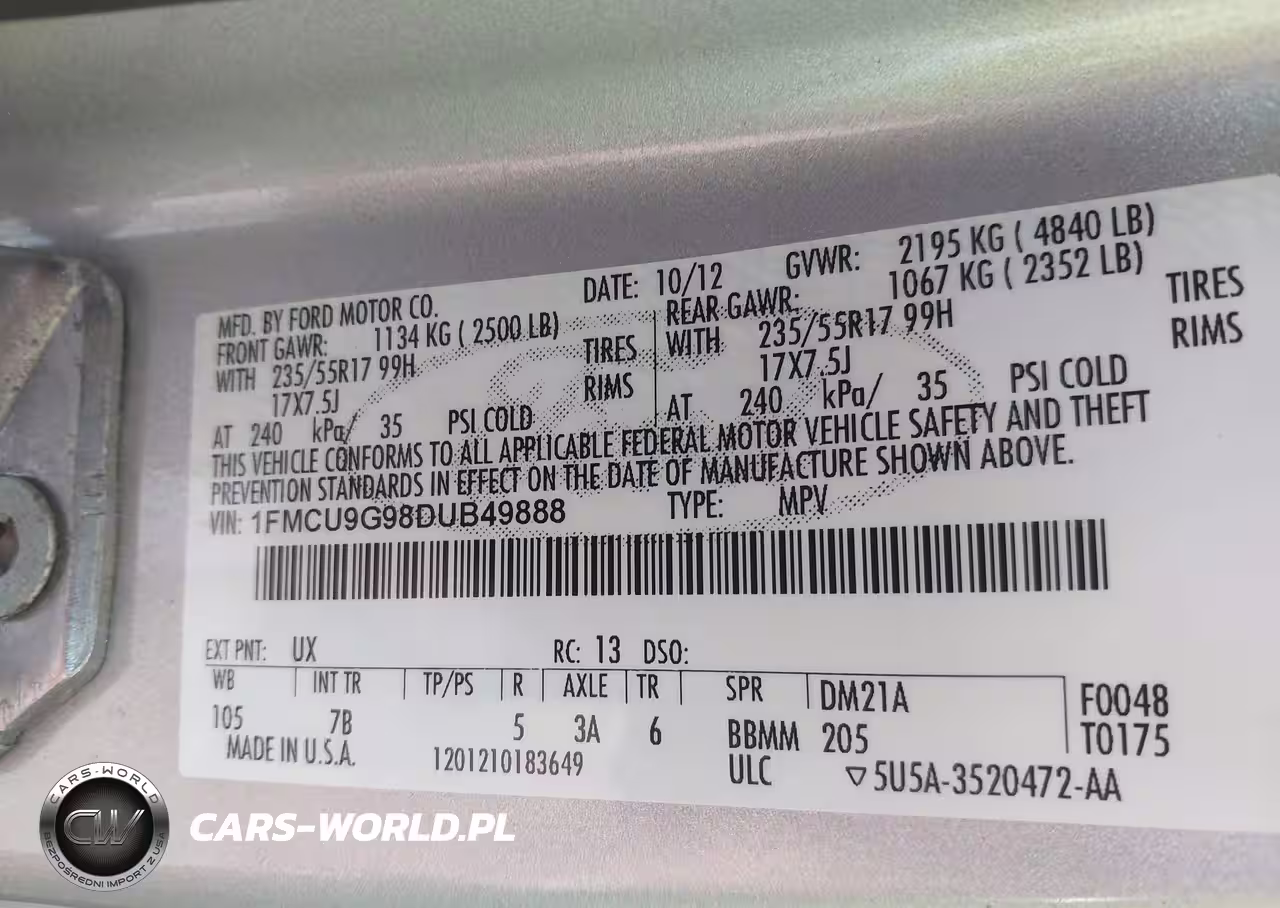 MFD. BY FORD MOTOR CO. DATE: 10/12 GVWR: 2195 KG ( 4840 LB)
FRONT GAWR: 1134 KG ( 2500 LB) REAR GAWR: 1067 KG ( 2352 LB)
WITH 235/55R17 99H TIRES WITH 235/55R17 99H TIRES
17X7.5J RIMS 17X7.5J RIMS
AT 240 kPa/ 35 PSI COLD AT 240 kPa/ 35 PSI COLD
THIS VEHICLE CONFORMS TO ALL APPLICABLE FEDERAL MOTOR VEHICLE SAFETY AND THEFT
PREVENTION STANDARDS IN EFFECT ON THE DATE OF MANUFACTURE SHOWN ABOVE.
VIN: 1FMCU9G98DUB49888 TYPE: MPV
EXT PNT: UX RC: 13 DSO:
WB INT TR TP/PS R AXLE TR SPR DM21A F0048
105 7B 5 3A 6 BBMM 205 T0175
MADE IN U.S.A. 1201210183649 ULC ▽5U5A-3520472-AA
CARS-WORLD
CW
BEZPOŚREDNI IMPORT Z USA
CARS-WORLD.PL